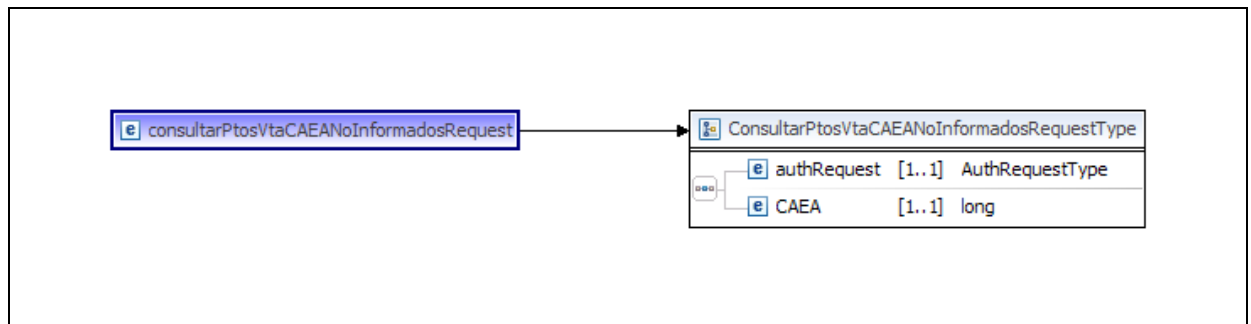 e consultarPtosVtaCAEANoInformadosRequest
ConsultarPtosVtaCAEANoInformadosRequestType
e authRequest [1..1] AuthRequestType
e CAEA [1..1] long